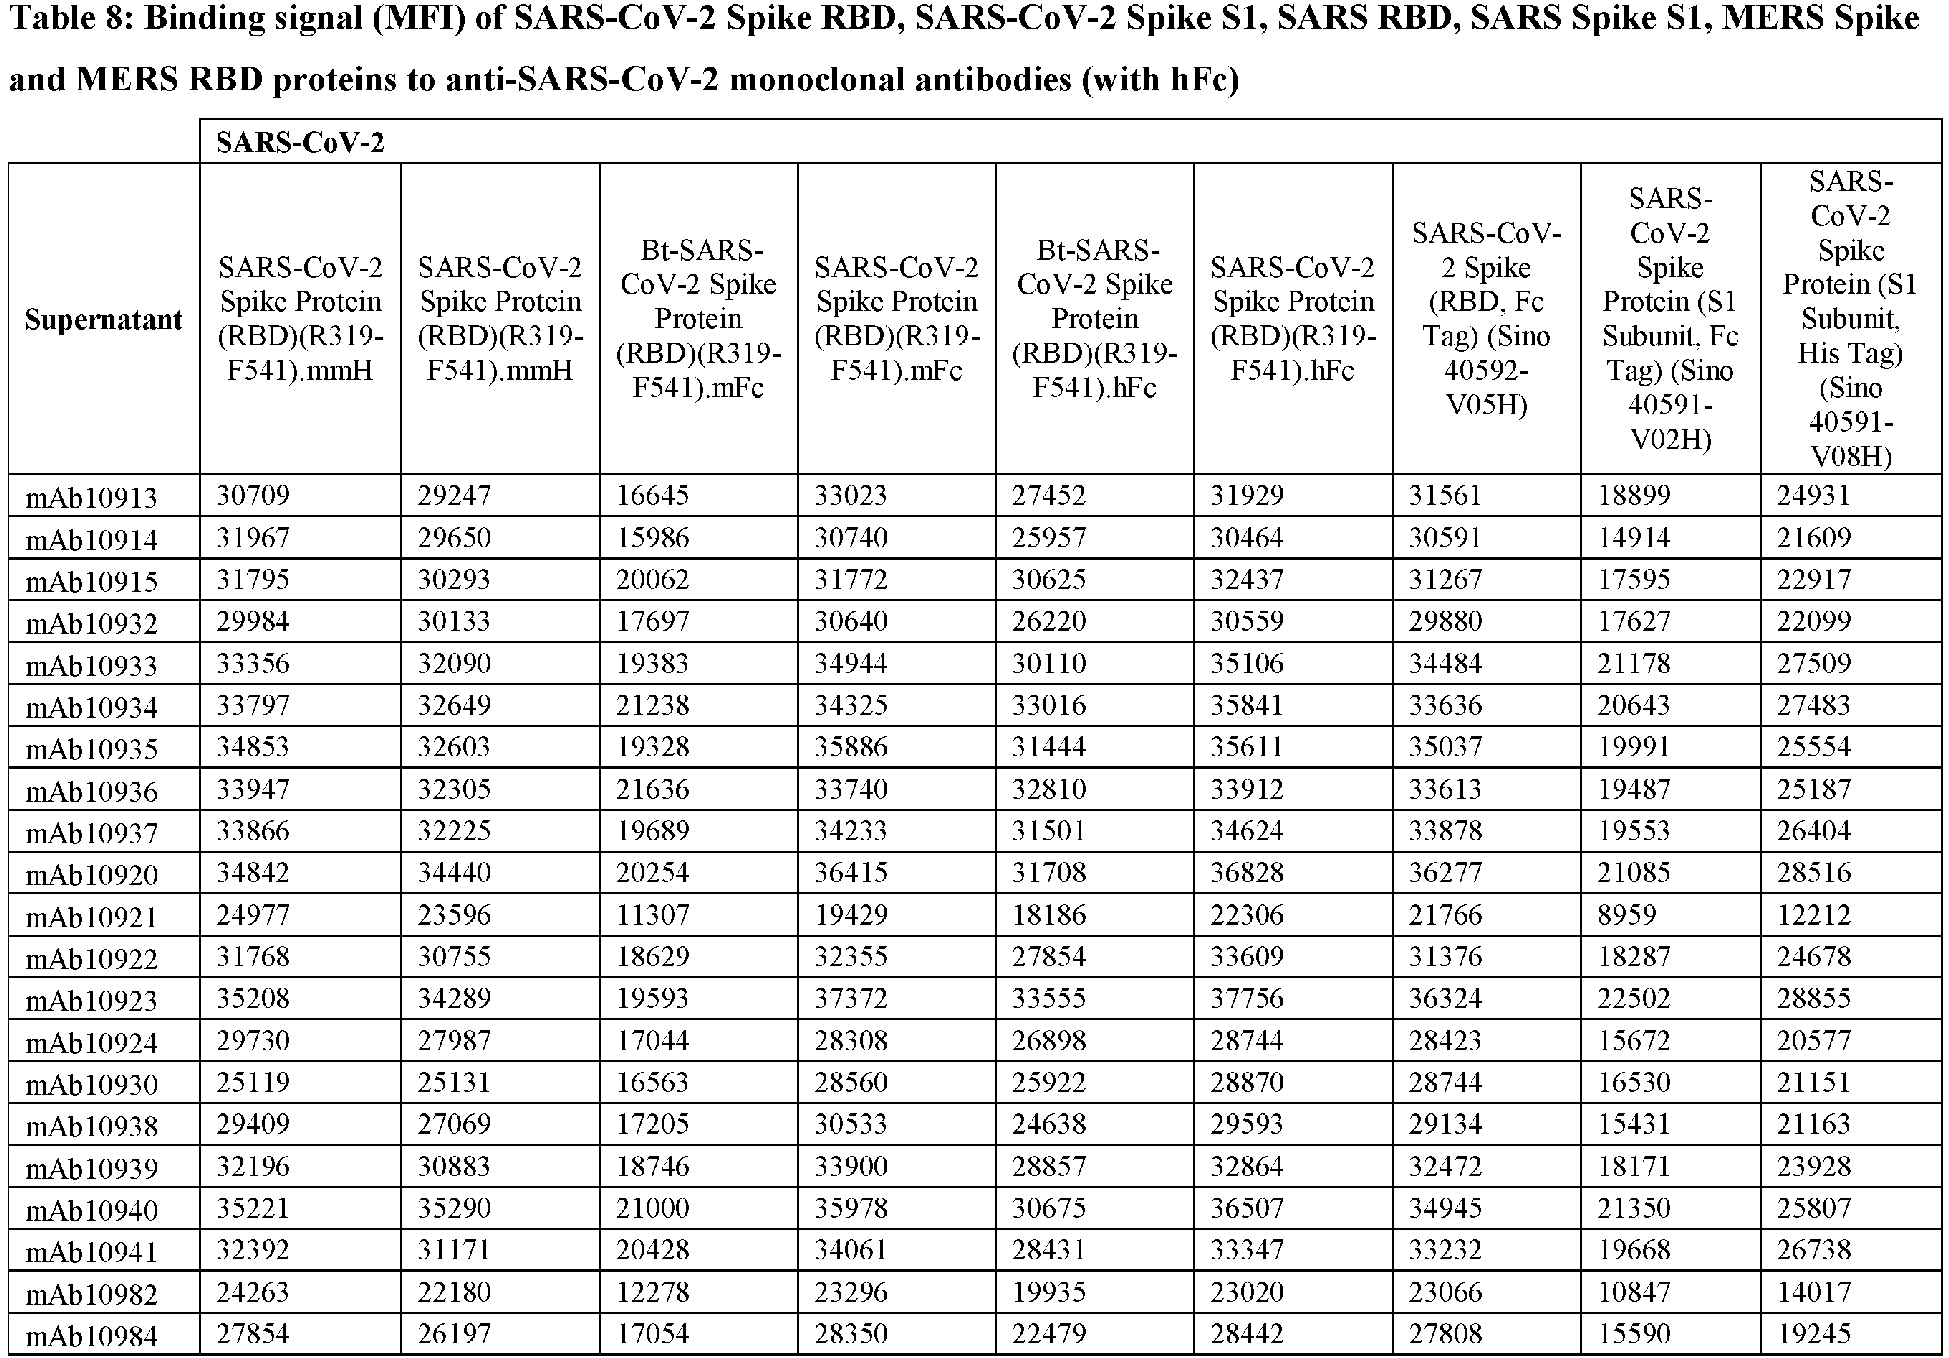 Table 8: Binding signal (MFI) of SARS-CoV-2 Spike RBD, SARS-CoV-2 Spike S1, SARS RBD, SARS Spike S1, MERS Spike
and MERS RBD proteins to anti-SARS-CoV-2 monoclonal antibodies (with hFc)
SARS-CoV-2
Supernatant
SARS-CoV-2
Spike Protein
(RBD)(R319-
F541).mmH
SARS-CoV-2
Spike Protein
(RBD)(R319-
F541).mmH
Bt-SARS-
CoV-2 Spike
Protein
(RBD)(R319-
F541).mFc
SARS-CoV-2
Spike Protein
(RBD)(R319-
F541).mFc
Bt-SARS-
CoV-2 Spike
Protein
(RBD)(R319-
F541).hFc
SARS-CoV-2
Spike Protein
(RBD)(R319-
F541).hFc
SARS-CoV-
2 Spike
(RBD, Fc
Tag) (Sino
40592-
V05H)
SARS-
CoV-2
Spike
Protein (S1
Subunit, Fc
Tag) (Sino
40591-
V02H)
SARS-
CoV-2
Spike
Protein (S1
Subunit,
His Tag)
(Sino
40591-
V08H)
mAb10913 30709 29247 16645 33023 27452 31929 31561 18899 24931
mAb10914 31967 29650 15986 30740 25957 30464 30591 14914 21609
mAb10915 31795 30293 20062 31772 30625 32437 31267 17595 22917
mAb10932 29984 30133 17697 30640 26220 30559 29880 17627 22099
mAb10933 33356 32090 19383 34944 30110 35106 34484 21178 27509
mAb10934 33797 32649 21238 34325 33016 35841 33636 20643 27483
mAb10935 34853 32603 19328 35886 31444 35611 35037 19991 25554
mAb10936 33947 32305 21636 33740 32810 33912 33613 19487 25187
mAb10937 33866 32225 19689 34233 31501 34624 33878 19553 26404
mAb10920 34842 34440 20254 36415 31708 36828 36277 21085 28516
mAb10921 24977 23596 11307 19429 18186 22306 21766 8959 12212
mAb10922 31768 30755 18629 32355 27854 33609 31376 18287 24678
mAb10923 35208 34289 19593 37372 33555 37756 36324 22502 28855
mAb10924 29730 27987 17044 28308 26898 28744 28423 15672 20577
mAb10930 25119 25131 16563 28560 25922 28870 28744 16530 21151
mAb10938 29409 27069 17205 30533 24638 29593 29134 15431 21163
mAb10939 32196 30883 18746 33900 28857 32864 32472 18171 23928
mAb10940 35221 35290 21000 35978 30675 36507 34945 21350 25807
mAb10941 32392 31171 20428 34061 28431 33347 33232 19668 26738
mAb10982 24263 22180 12278 23296 19935 23020 23066 10847 14017
mAb10984 27854 26197 17054 28350 22479 28442 27808 15590 19245